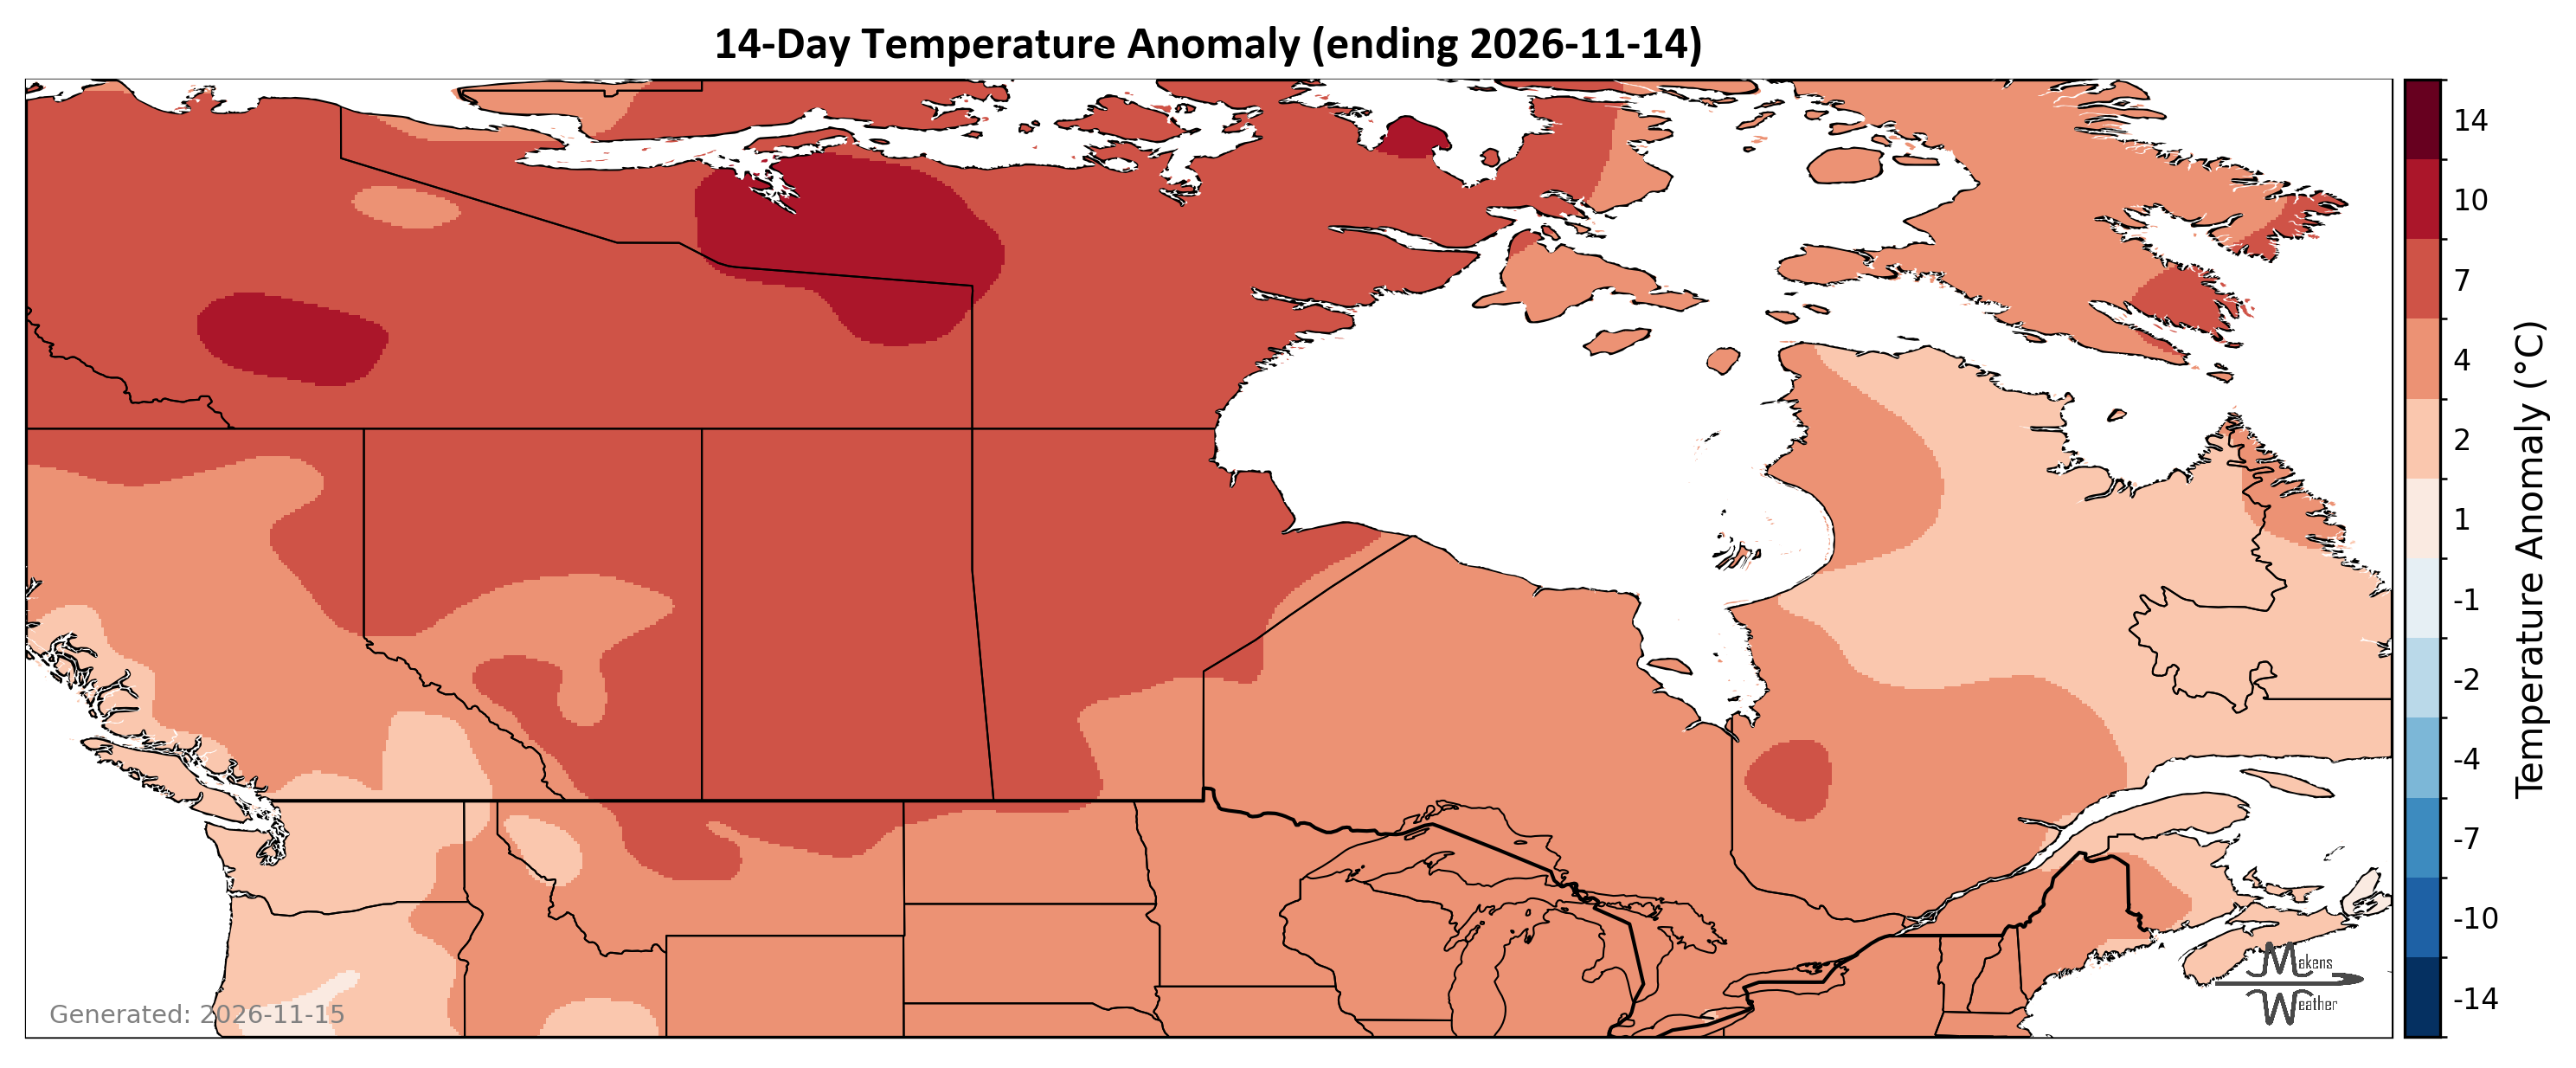 14-Day Temperature Anomaly (ending 2026-11-14)
14
10
7
4
2
1
-1
-2
-4
-7
-10
-14
Temperature Anomaly (°C)
Makens
Weather
Generated: 2026-11-15